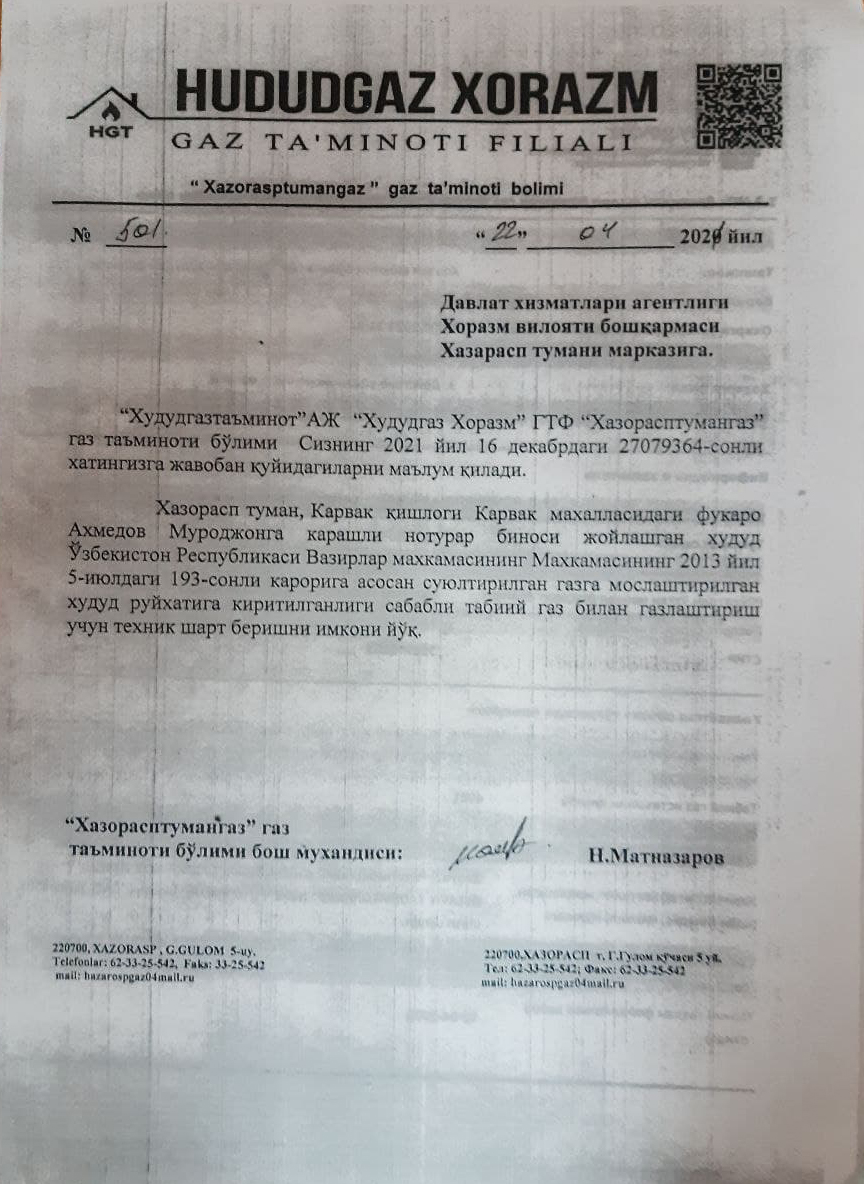 HUDUDGAZ XORAZM
HGT
GAZ TA'MINOTI FILIALI
“ Xazorasptumangaz ” gaz ta’minoti bolimi
№ 501.
“ 22 ” 04 2021 йил
Давлат хизматлари агентлиги
Хоразм вилояти бошқармаси
Хазарасп тумани марказига.
“Худудгазтаъминот”АЖ “Худудгаз Хоразм” ГТФ “Хазорасптумангаз”
газ таъминоти бўлими Сизнинг 2021 йил 16 декабрдаги 27079364-сонли
хатингизга жавобан қуйидагиларни маълум қилади.
Хазорасп туман, Карвак қишлоги Карвак махалласидаги фукаро
Ахмедов Муроджонга карашли нотурар биноси жойлашган худуд
Ўзбекистон Республикаси Вазирлар махкамасининг Махкамасининг 2013 йил
5-июлдаги 193-сонли карорига асосан суюлтирилган газга мослаштирилган
худуд руйхатига киритилганлиги сабабли табиий газ билан газлаштириш
учун техник шарт беришни имкони йўқ.
“Хазорасптумангаз” газ
таъминоти бўлими бош мухандиси:
Н.Матназаров
220700, XAZORASP , G.GULOM 5-uy.
Telefonlar: 62-33-25-542, Faks: 33-25-542
mail: hazarospgaz04mail.ru
220700,ХАЗОРАСП т, Г.Гулом кўчаси 5 уй.
Тел: 62-33-25-542; Факс: 62-33-25-542
mail: hazarospgaz04mail.ru